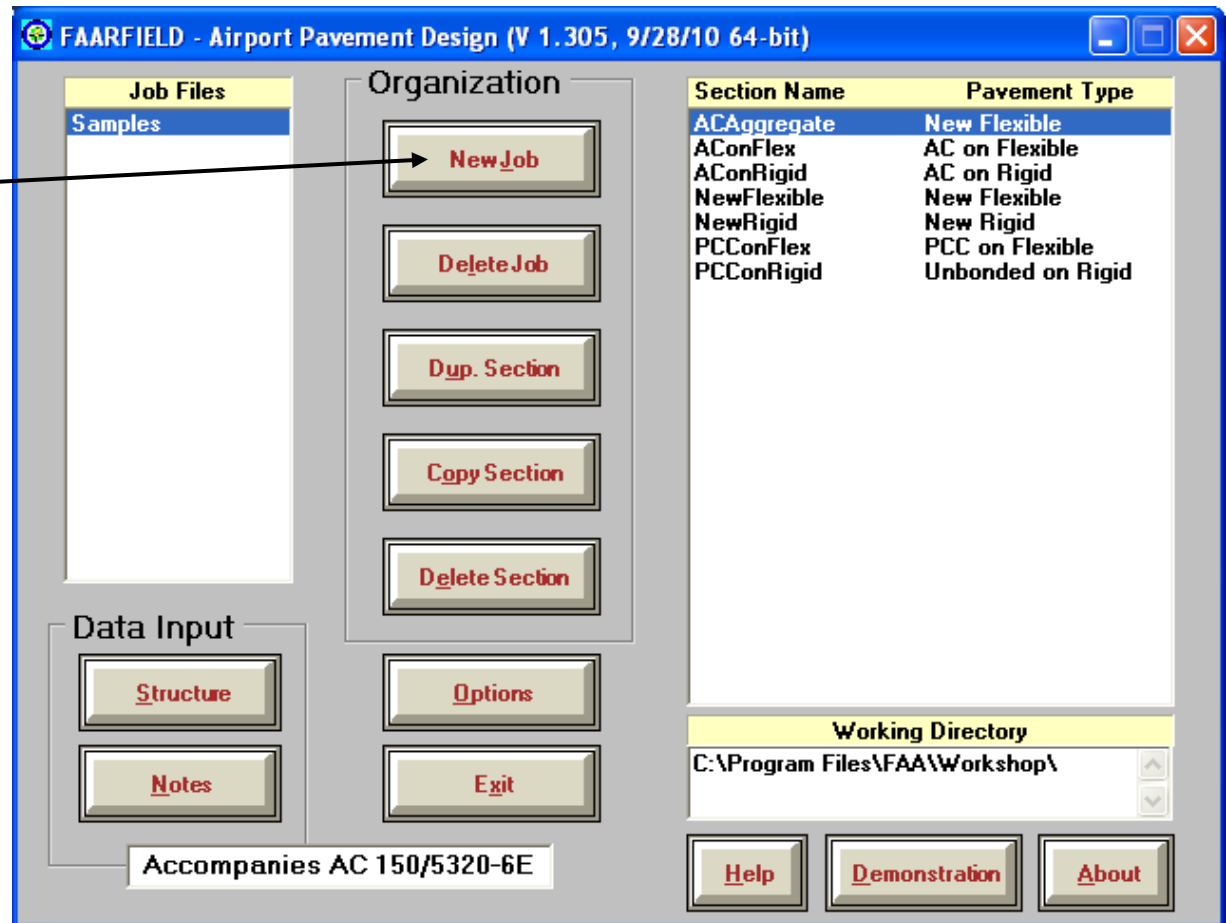 FAARFIELD - Airport Pavement Design (V 1.305, 9/28/10 64-bit)
Job Files
Samples
Organization
New Job
Delete Job
Dup. Section
Copy Section
Delete Section
Section Name Pavement Type
ACAggregate New Flexible
AConFlex AC on Flexible
AConRigid AC on Rigid
NewFlexible New Flexible
NewRigid New Rigid
PCConFlex PCC on Flexible
PCConRigid Unbonded on Rigid
Data Input
Structure
Notes
Options
Exit
Working Directory
C:\Program Files\FAA\Workshop\
Accompanies AC 150/5320-6E
Help
Demonstration
About